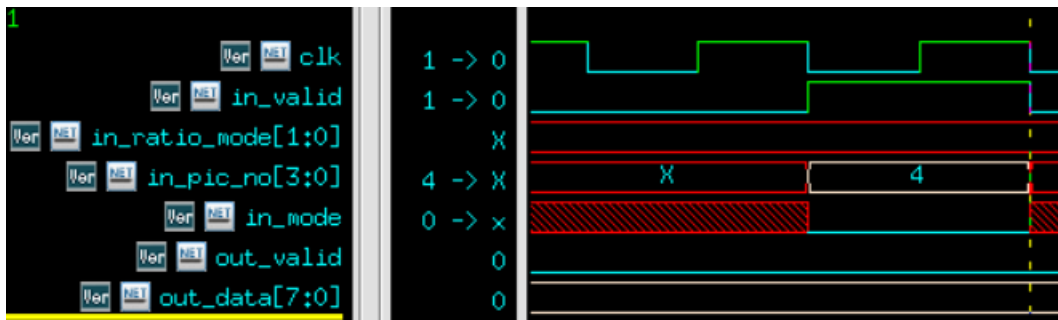 1
Ver NET clk 1 -> 0
Ver NET in_valid 1 -> 0
Ver NET in_ratio_mode[1:0] X
Ver NET in_pic_no[3:0] 4 -> X X 4
Ver NET in_mode 0 -> x
Ver NET out_valid 0
Ver NET out_data[7:0] 0